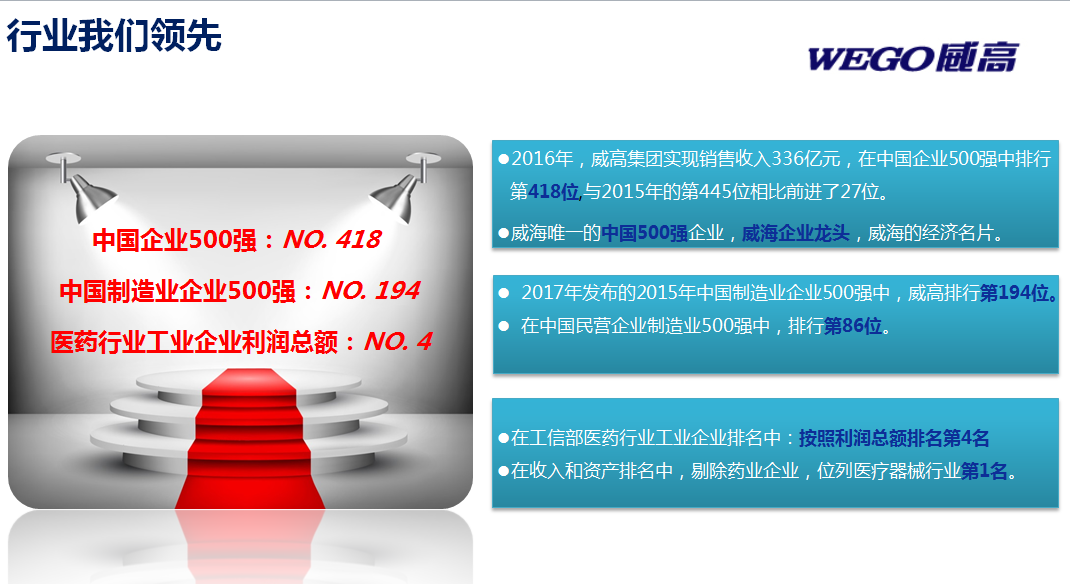 行业我们领先
WEGO威高
中国企业500强：NO. 418
中国制造业企业500强：NO. 194
医药行业工业企业利润总额：NO. 4
●2016年，威高集团实现销售收入336亿元，在中国企业500强中排行
第418位,与2015年的第445位相比前进了27位。
●威海唯一的中国500强企业，威海企业龙头，威海的经济名片。
● 2017年发布的2015年中国制造业企业500强中，威高排行第194位。
● 在中国民营企业制造业500强中，排行第86位。
●在工信部医药行业工业企业排名中：按照利润总额排名第4名
●在收入和资产排名中，剔除药业企业，位列医疗器械行业第1名。